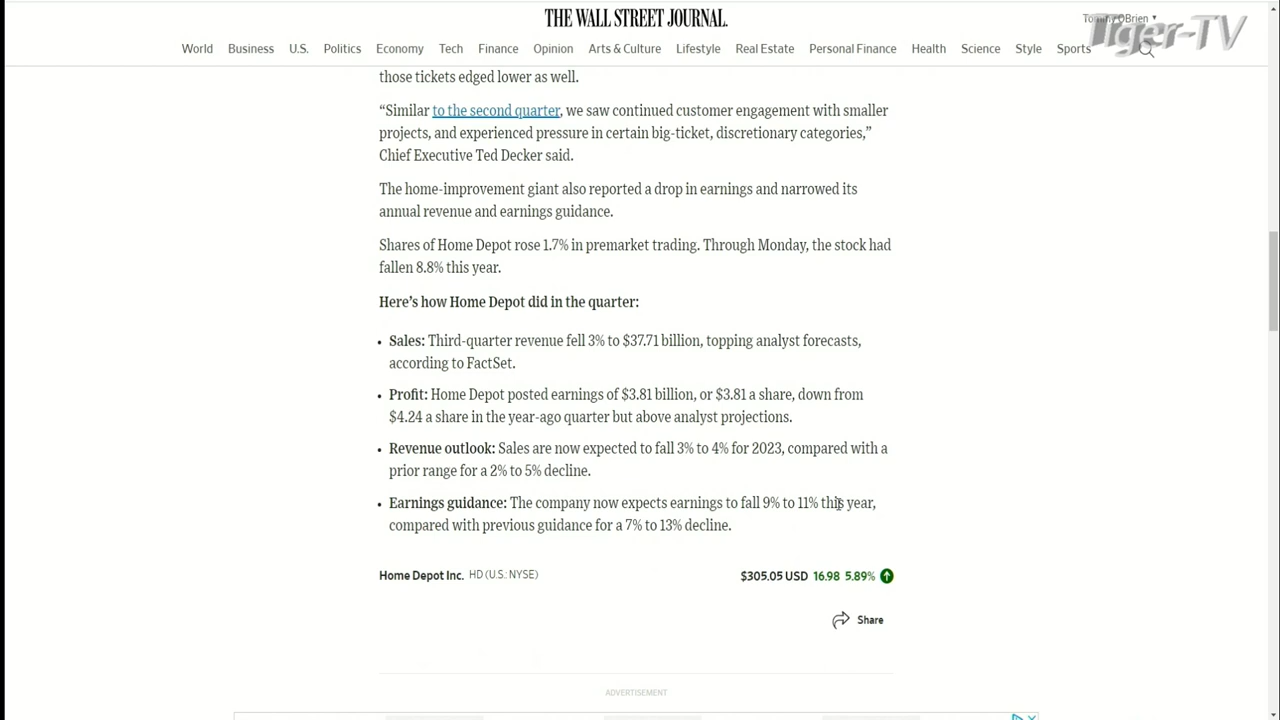 THE WALL STREET JOURNAL.
Tommy OBrien
Tiger-TV
World Business U.S. Politics Economy Tech Finance Opinion Arts & Culture Lifestyle Real Estate Personal Finance Health Science Style Sports
those tickets edged lower as well.
“Similar to the second quarter, we saw continued customer engagement with smaller
projects, and experienced pressure in certain big-ticket, discretionary categories,”
Chief Executive Ted Decker said.
The home-improvement giant also reported a drop in earnings and narrowed its
annual revenue and earnings guidance.
Shares of Home Depot rose 1.7% in premarket trading. Through Monday, the stock had
fallen 8.8% this year.
Here’s how Home Depot did in the quarter:
• Sales: Third-quarter revenue fell 3% to $37.71 billion, topping analyst forecasts,
according to FactSet.
• Profit: Home Depot posted earnings of $3.81 billion, or $3.81 a share, down from
$4.24 a share in the year-ago quarter but above analyst projections.
• Revenue outlook: Sales are now expected to fall 3% to 4% for 2023, compared with a
prior range for a 2% to 5% decline.
• Earnings guidance: The company now expects earnings to fall 9% to 11% this year,
compared with previous guidance for a 7% to 13% decline.
Home Depot Inc. HD (U.S.: NYSE) $305.05 USD 16.98 5.89%
Share
ADVERTISEMENT